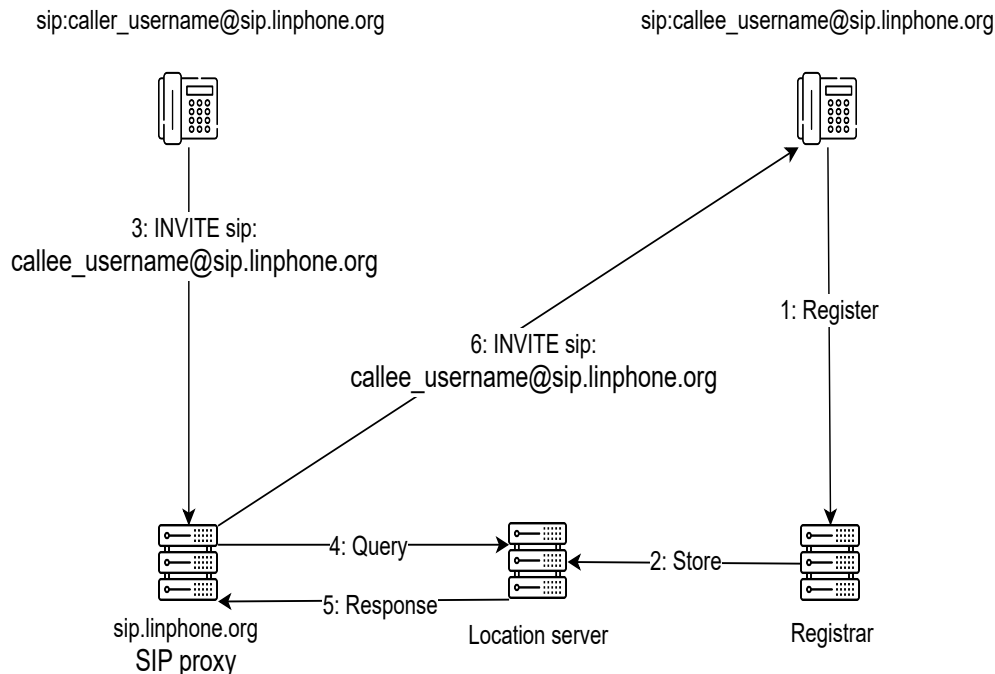 sip:caller_username@sip.linphone.org
sip:callee_username@sip.linphone.org
3: INVITE sip:
callee_username@sip.linphone.org
1: Register
6: INVITE sip:
callee_username@sip.linphone.org
4: Query
2: Store
5: Response
sip.linphone.org
SIP proxy
Location server
Registrar